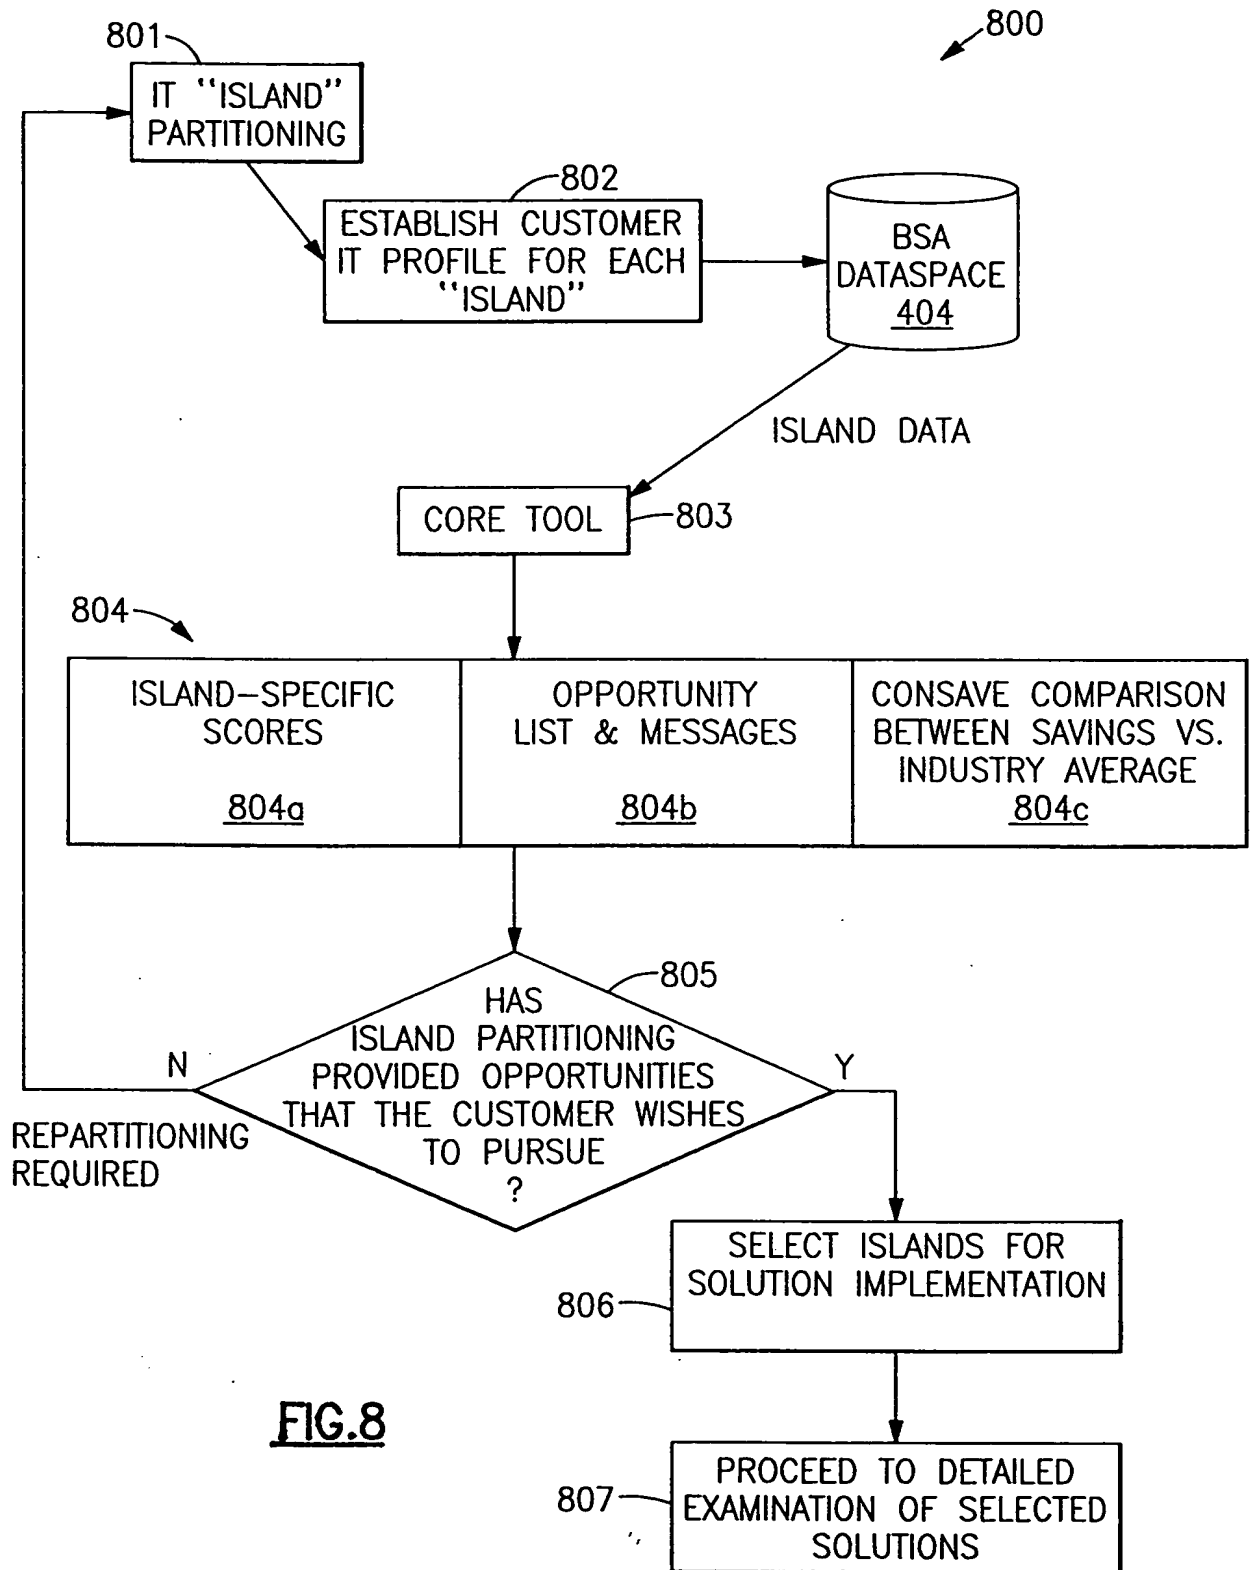 800
801
IT "ISLAND"
PARTITIONING
802
ESTABLISH CUSTOMER
IT PROFILE FOR EACH
"ISLAND"
BSA
DATASPACE
404
ISLAND DATA
CORE TOOL
803
804
ISLAND-SPECIFIC
SCORES
804a
OPPORTUNITY
LIST & MESSAGES
804b
CONSAVE COMPARISON
BETWEEN SAVINGS VS.
INDUSTRY AVERAGE
804c
805
HAS
ISLAND PARTITIONING
PROVIDED OPPORTUNITIES
THAT THE CUSTOMER WISHES
TO PURSUE
?
N
Y
REPARTITIONING
REQUIRED
SELECT ISLANDS FOR
SOLUTION IMPLEMENTATION
806
PROCEED TO DETAILED
EXAMINATION OF SELECTED
SOLUTIONS
807
FIG.8